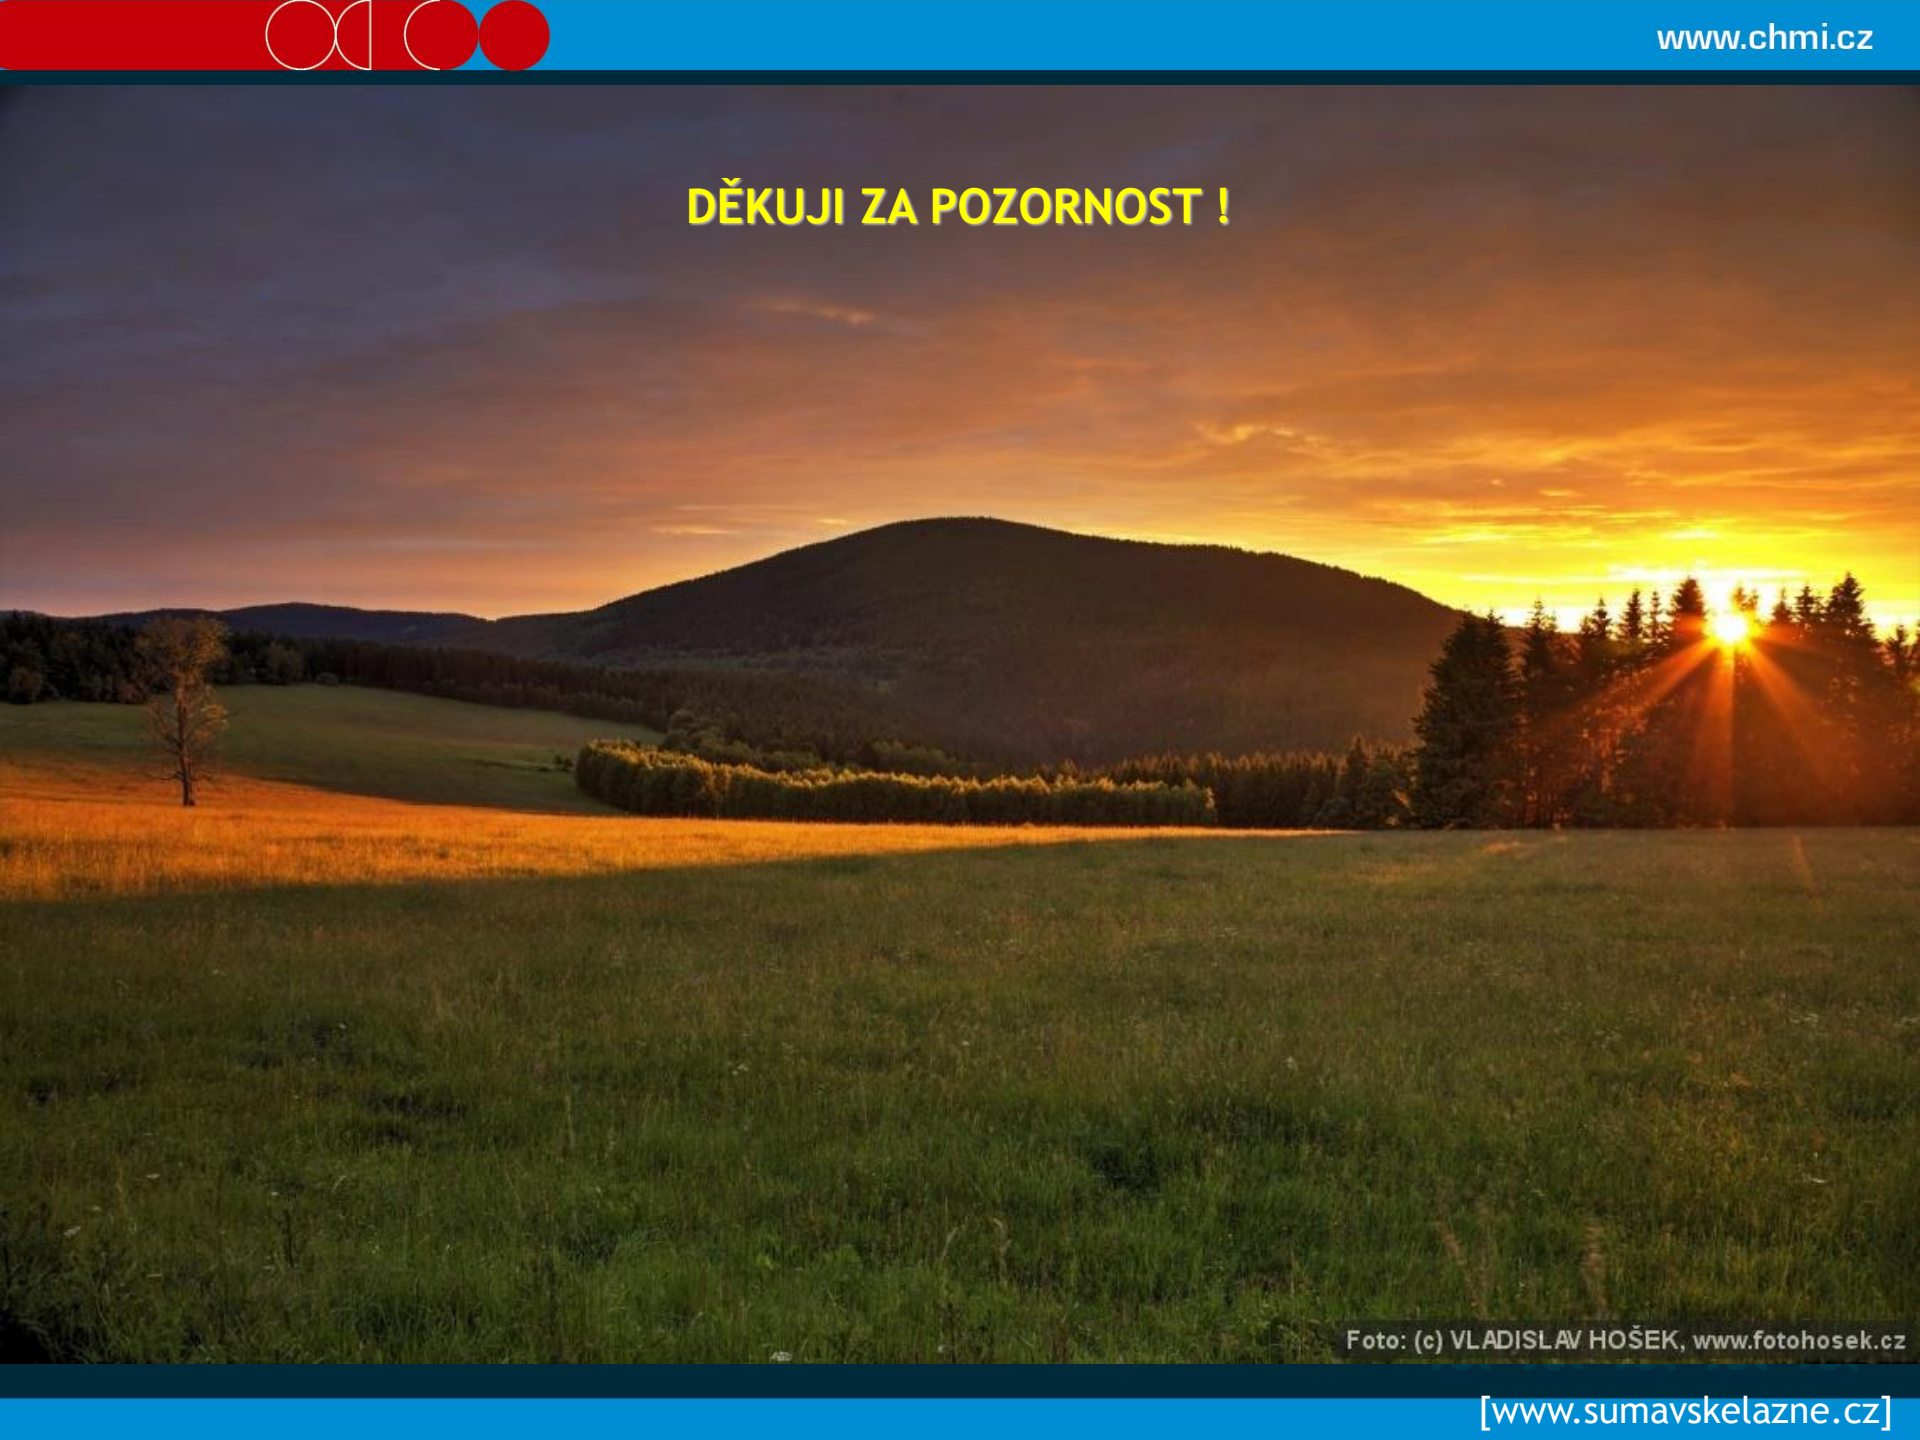 www.chmi.cz
DĚKUJI ZA POZORNOST !
Foto: (c) VLADISLAV HOŠEK, www.fotohosek.cz
[www.sumavskelazne.cz]